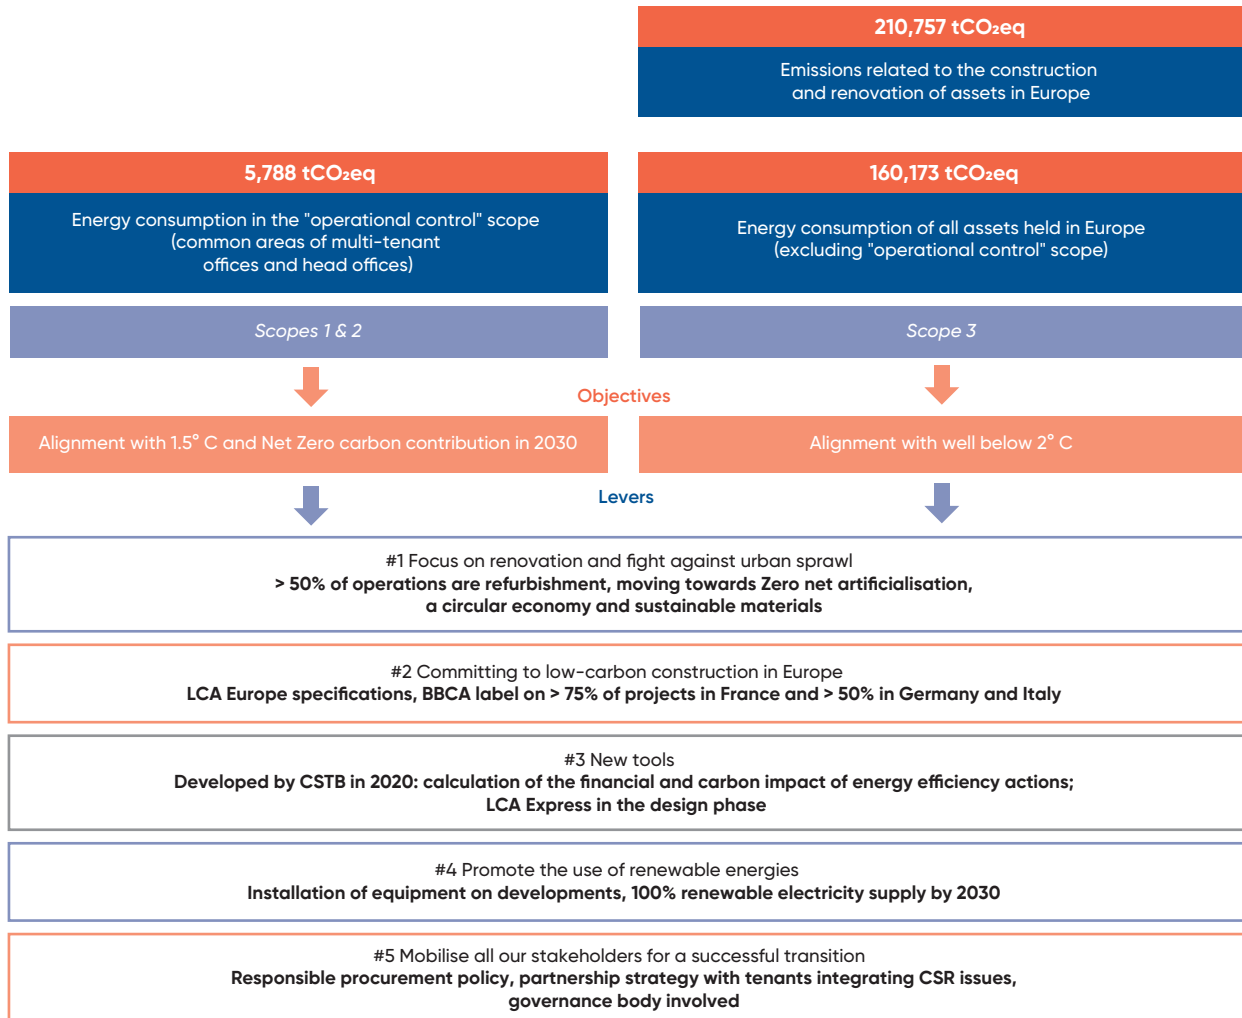 210,757 tCO₂eq
Emissions related to the construction
and renovation of assets in Europe
5,788 tCO₂eq
Energy consumption in the "operational control" scope
(common areas of multi-tenant
offices and head offices)
160,173 tCO₂eq
Energy consumption of all assets held in Europe
(excluding "operational control" scope)
Scopes 1 & 2
Scope 3
Objectives
Alignment with 1.5° C and Net Zero carbon contribution in 2030
Alignment with well below 2° C
Levers
#1 Focus on renovation and fight against urban sprawl
> 50% of operations are refurbishment, moving towards Zero net artificialisation,
a circular economy and sustainable materials
#2 Committing to low-carbon construction in Europe
LCA Europe specifications, BBCA label on > 75% of projects in France and > 50% in Germany and Italy
#3 New tools
Developed by CSTB in 2020: calculation of the financial and carbon impact of energy efficiency actions;
LCA Express in the design phase
#4 Promote the use of renewable energies
Installation of equipment on developments, 100% renewable electricity supply by 2030
#5 Mobilise all our stakeholders for a successful transition
Responsible procurement policy, partnership strategy with tenants integrating CSR issues,
governance body involved